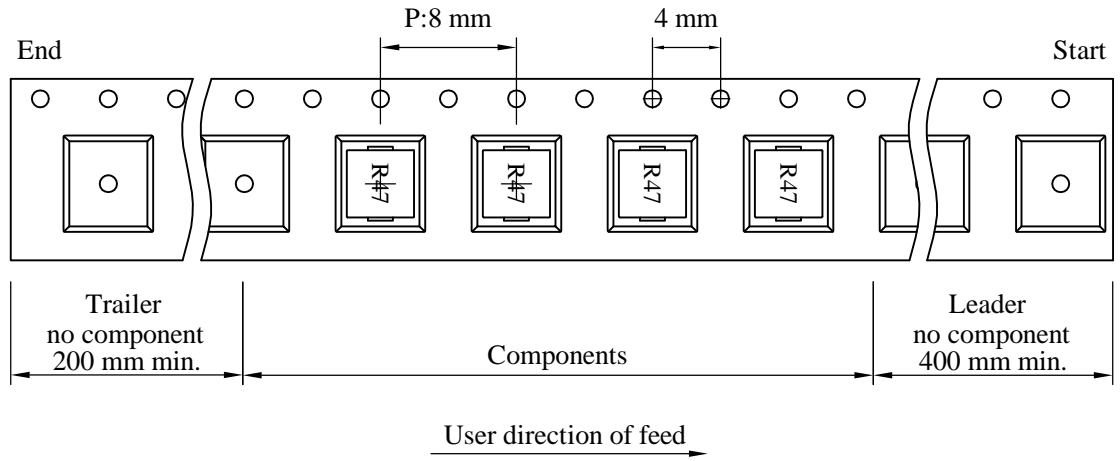 P:8 mm
4 mm
End
Start
R47
R47
R47
R47
Trailer
no component
200 mm min.
Components
Leader
no component
400 mm min.
User direction of feed